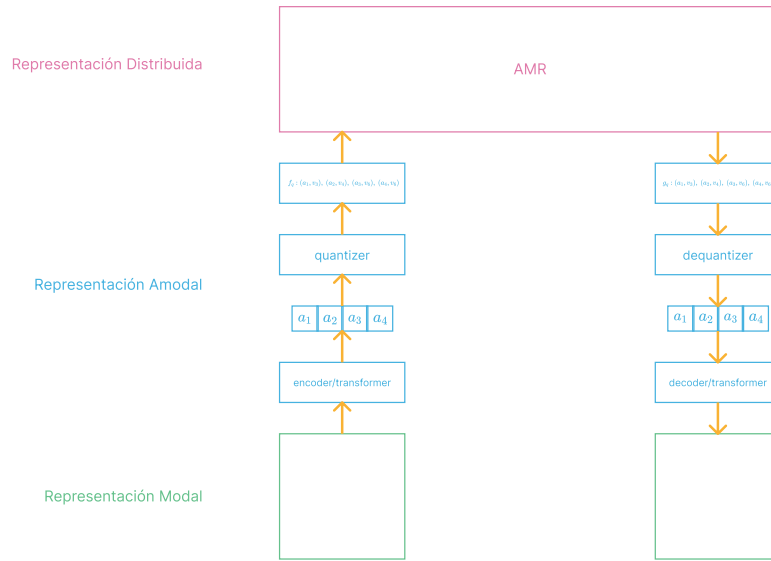 Representación Distribuida
AMR
Representación Amodal
quantizer
dequantizer
a₁ a₂ a₃ a₄
a₁ a₂ a₃ a₄
encoder/transformer
decoder/transformer
Representación Modal